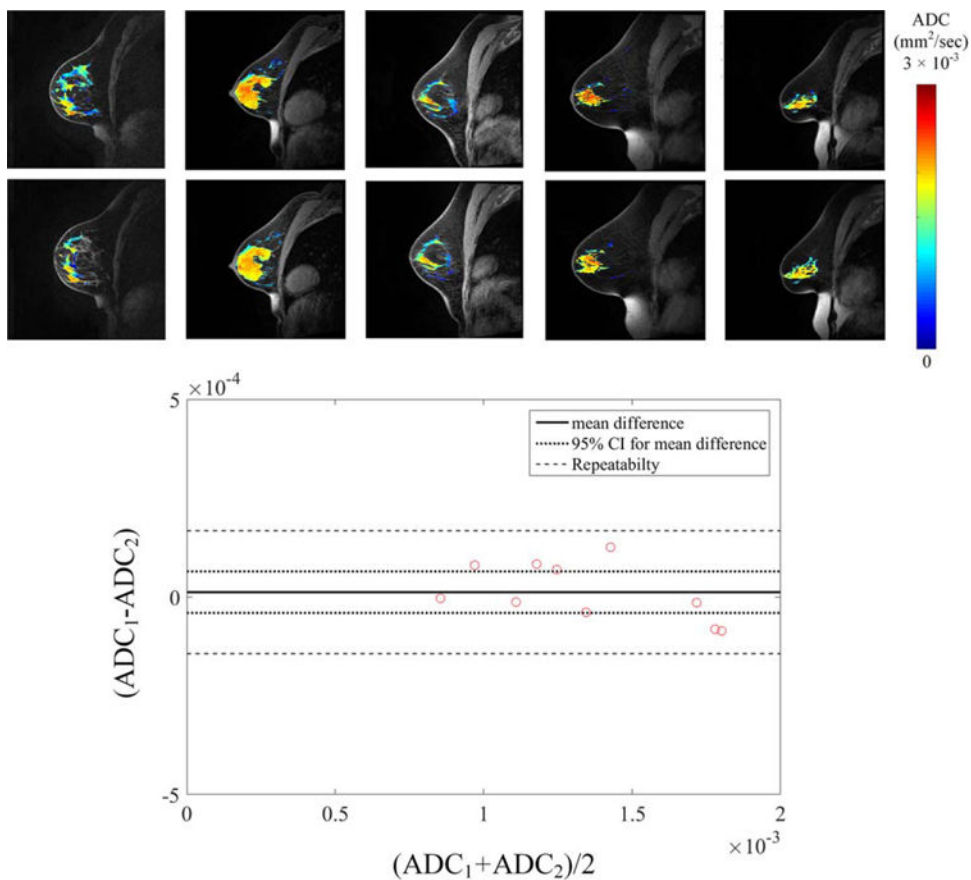 ADC
(mm²/sec)
3 × 10⁻³
0
×10⁻⁴
5
mean difference
95% CI for mean difference
Repeatabilty
(ADC₁-ADC₂)
0
-5
0
0.5
1
1.5
2
×10⁻³
(ADC₁+ADC₂)/2